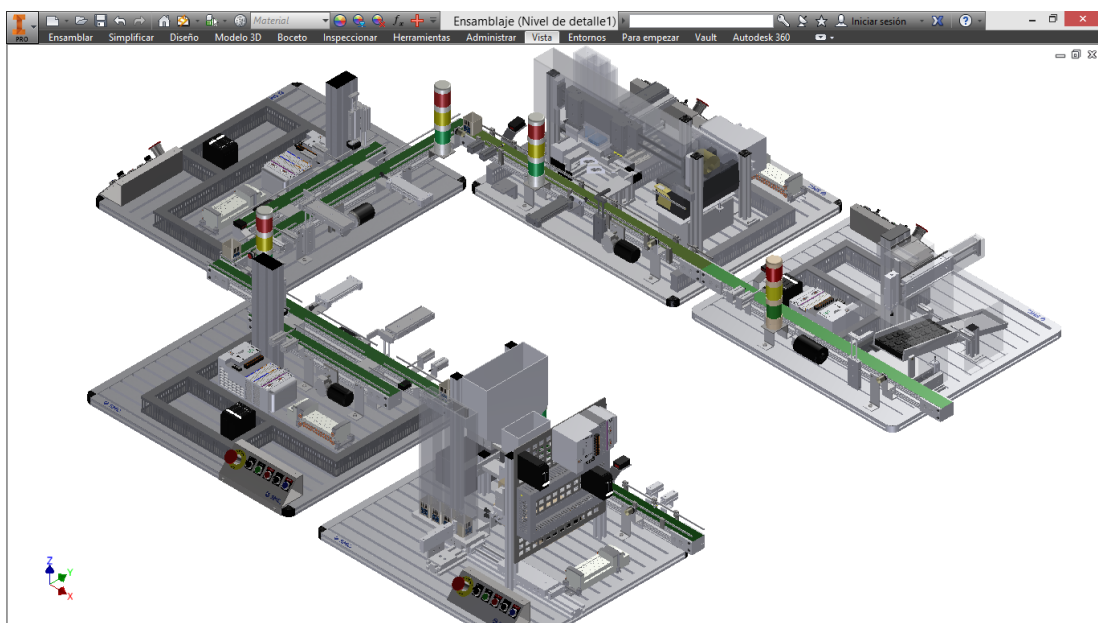 PRO
Material
Ensamblaje (Nivel de detalle1)
Iniciar sesión
Ensamblar Simplificar Diseño Modelo 3D Boceto Inspeccionar Herramientas Administrar Vista Entornos Para empezar Vault Autodesk 360
Z
Y
X